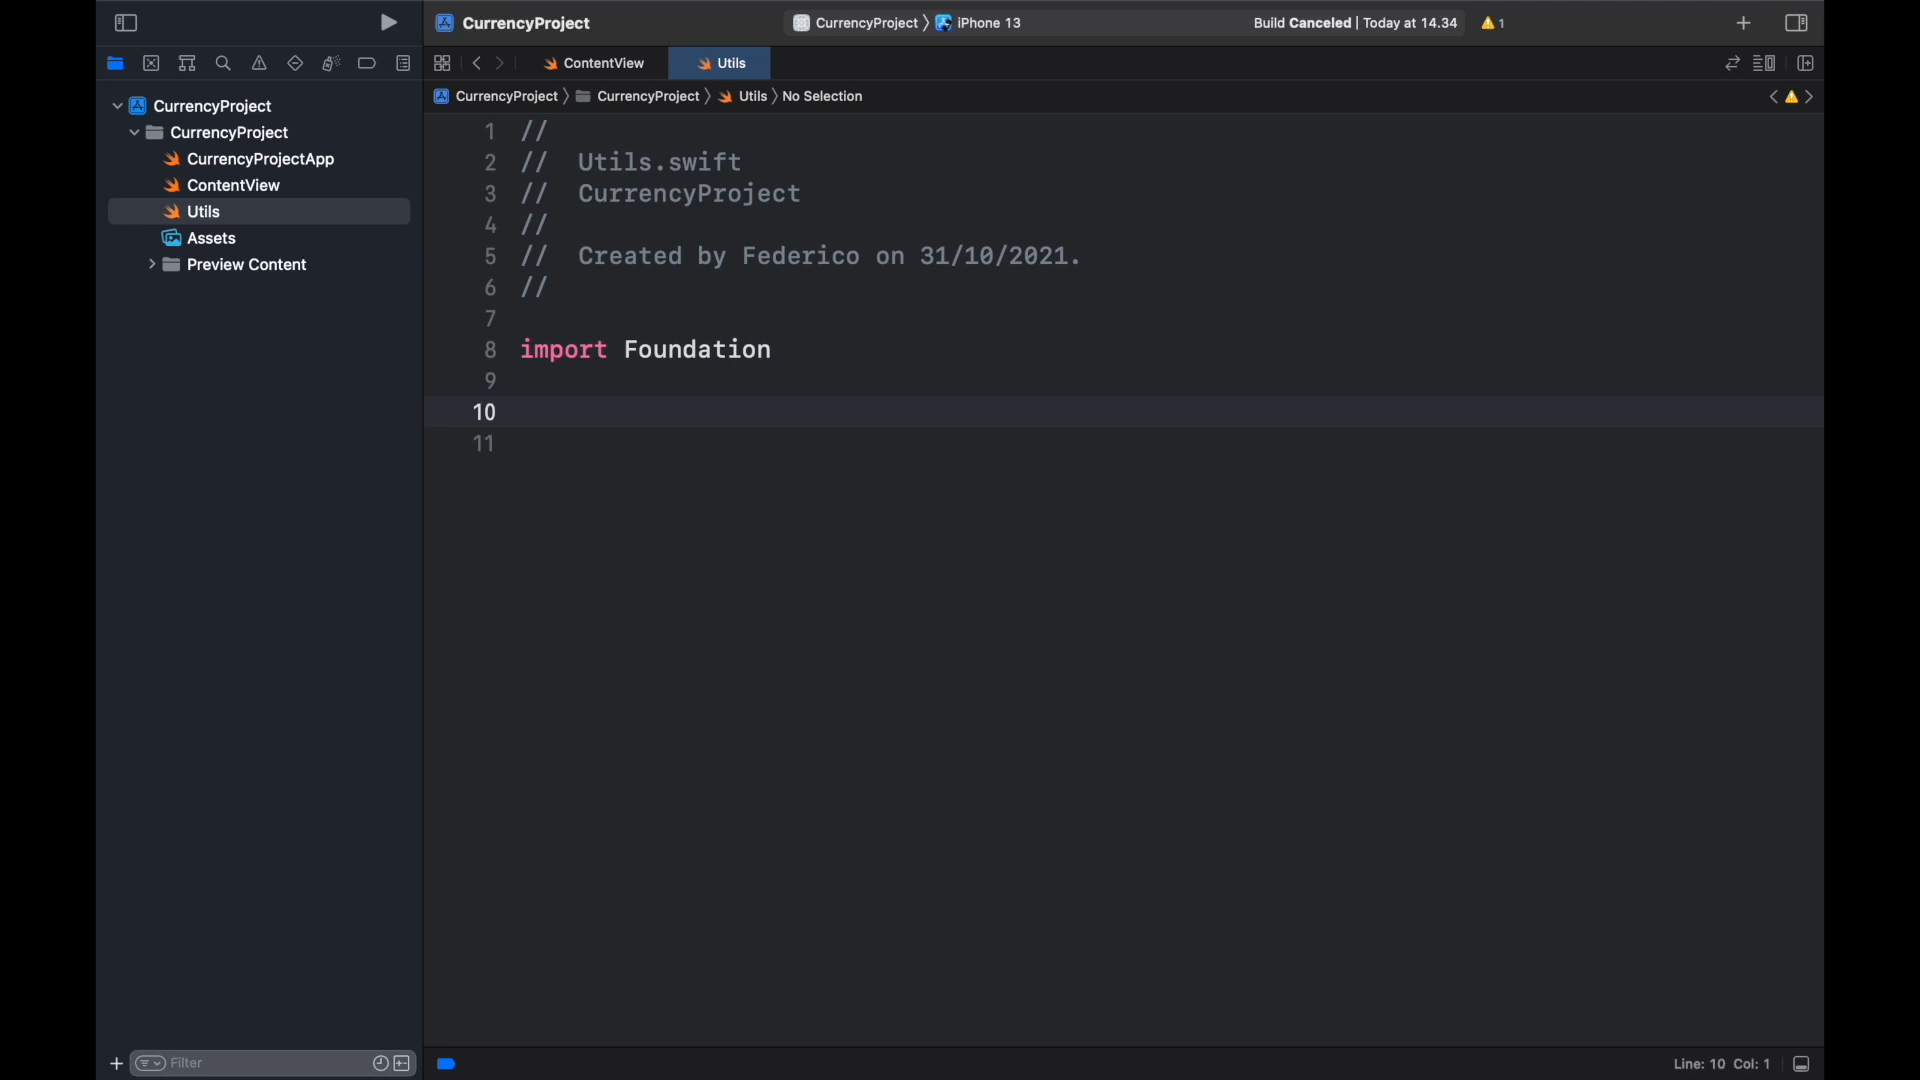 CurrencyProject
CurrencyProject iPhone 13
Build Canceled | Today at 14.34
1
ContentView
Utils
CurrencyProject CurrencyProject Utils No Selection
CurrencyProject
CurrencyProject
CurrencyProjectApp
ContentView
Utils
Assets
Preview Content
1 //
2 //  Utils.swift
3 //  CurrencyProject
4 //
5 //  Created by Federico on 31/10/2021.
6 //
7
8 import Foundation
9
10
11
Filter
Line: 10 Col: 1